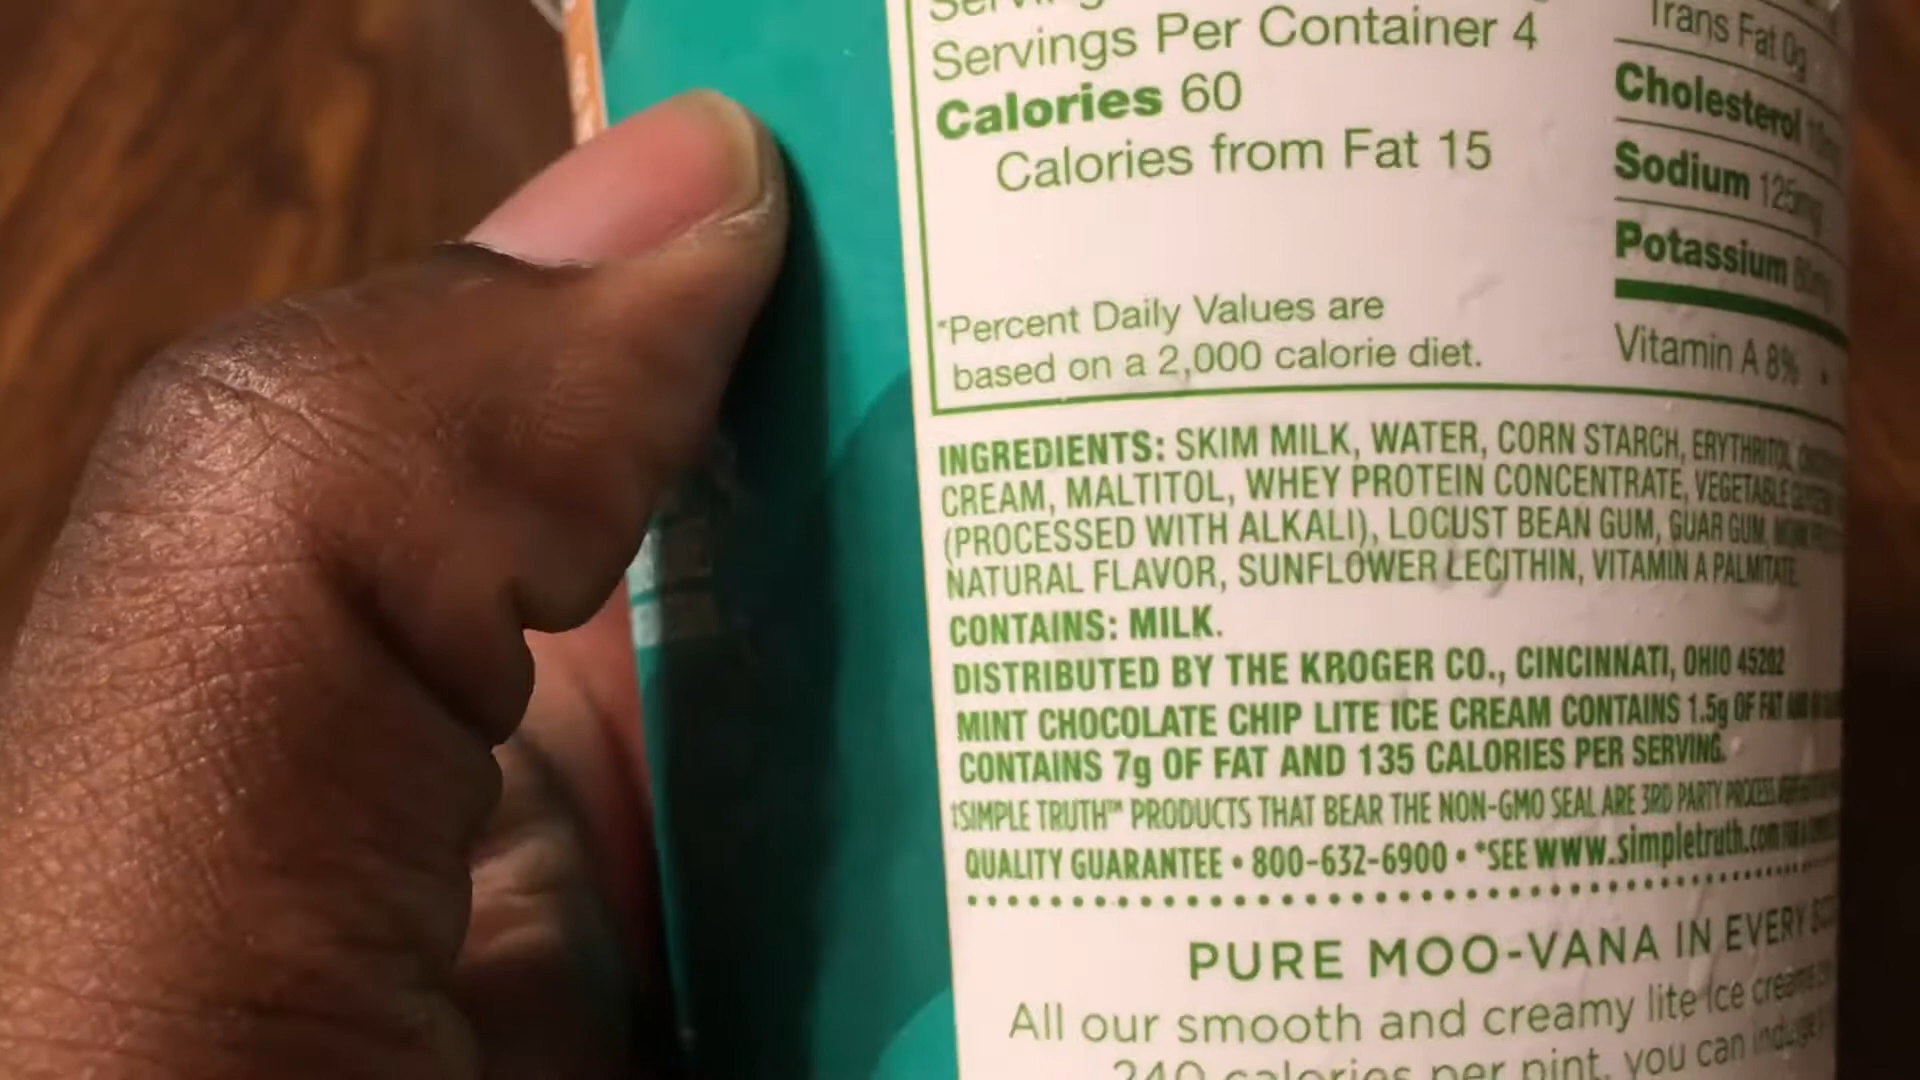 Servings Per Container 4
Calories 60
Calories from Fat 15
*Percent Daily Values are
based on a 2,000 calorie diet.
Trans Fat 0g
Cholesterol
Sodium 125mg
Potassium
Vitamin A 8% •
INGREDIENTS: SKIM MILK, WATER, CORN STARCH, ERYTHRITOL,
CREAM, MALTITOL, WHEY PROTEIN CONCENTRATE, VEGETABLE
(PROCESSED WITH ALKALI), LOCUST BEAN GUM, GUAR GUM,
NATURAL FLAVOR, SUNFLOWER LECITHIN, VITAMIN A PALMITATE.
CONTAINS: MILK.
DISTRIBUTED BY THE KROGER CO., CINCINNATI, OHIO 45202
MINT CHOCOLATE CHIP LITE ICE CREAM CONTAINS 1.5g OF FAT AND
CONTAINS 7g OF FAT AND 135 CALORIES PER SERVING.
‡SIMPLE TRUTH™ PRODUCTS THAT BEAR THE NON-GMO SEAL ARE 3RD PARTY PROCESS
QUALITY GUARANTEE • 800-632-6900 • *SEE www.simpletruth.com
PURE MOO-VANA IN EVERY
All our smooth and creamy lite ice creams
240 calories per pint, you can indulge